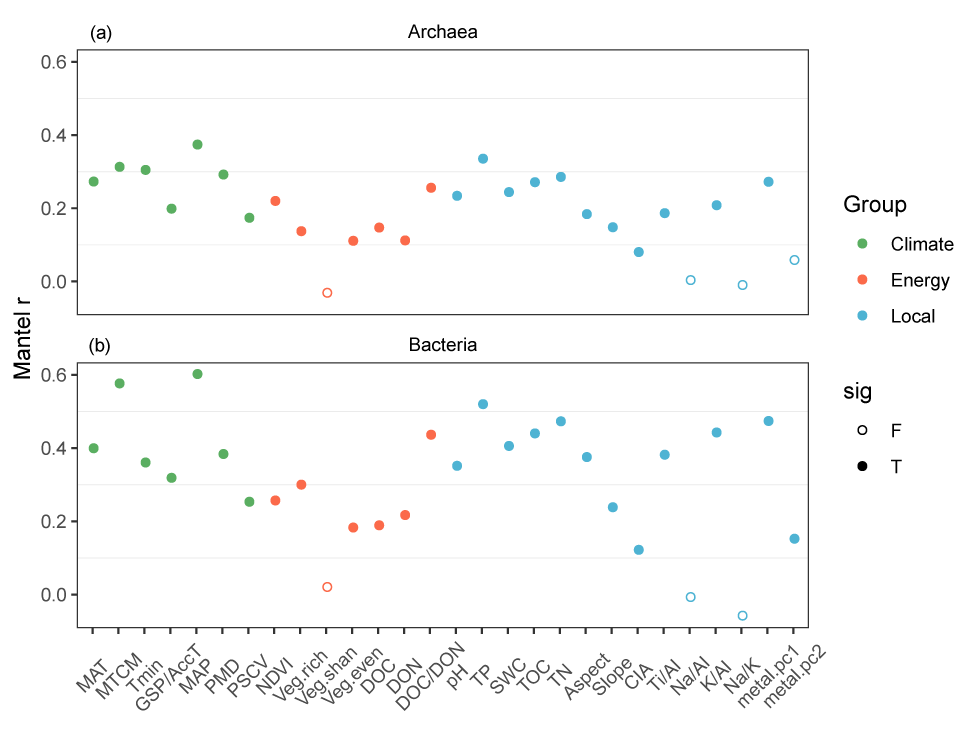 (a)
Archaea
0.6
0.4
0.2
0.0
(b)
Bacteria
0.6
0.4
0.2
0.0
Mantel r
MAT
MTCM
Tmin
GSP/AccT
MAP
PMD
PSCV
NDVI
Veg.rich
Veg.shan
Veg.even
DOC
DON
DOC/DON
pH
TP
SWC
TOC
TN
Aspect
Slope
CIA
Ti/Al
Na/Al
K/Al
Na/K
metal.pc1
metal.pc2
Group
Climate
Energy
Local
sig
F
T